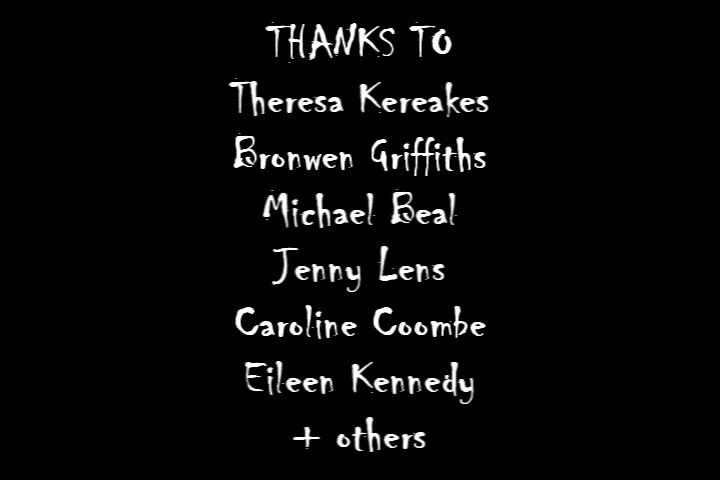 THANKS TO
Theresa Kereakes
Bronwen Griffiths
Michael Beal
Jenny Lens
Caroline Coombe
Eileen Kennedy
+ others